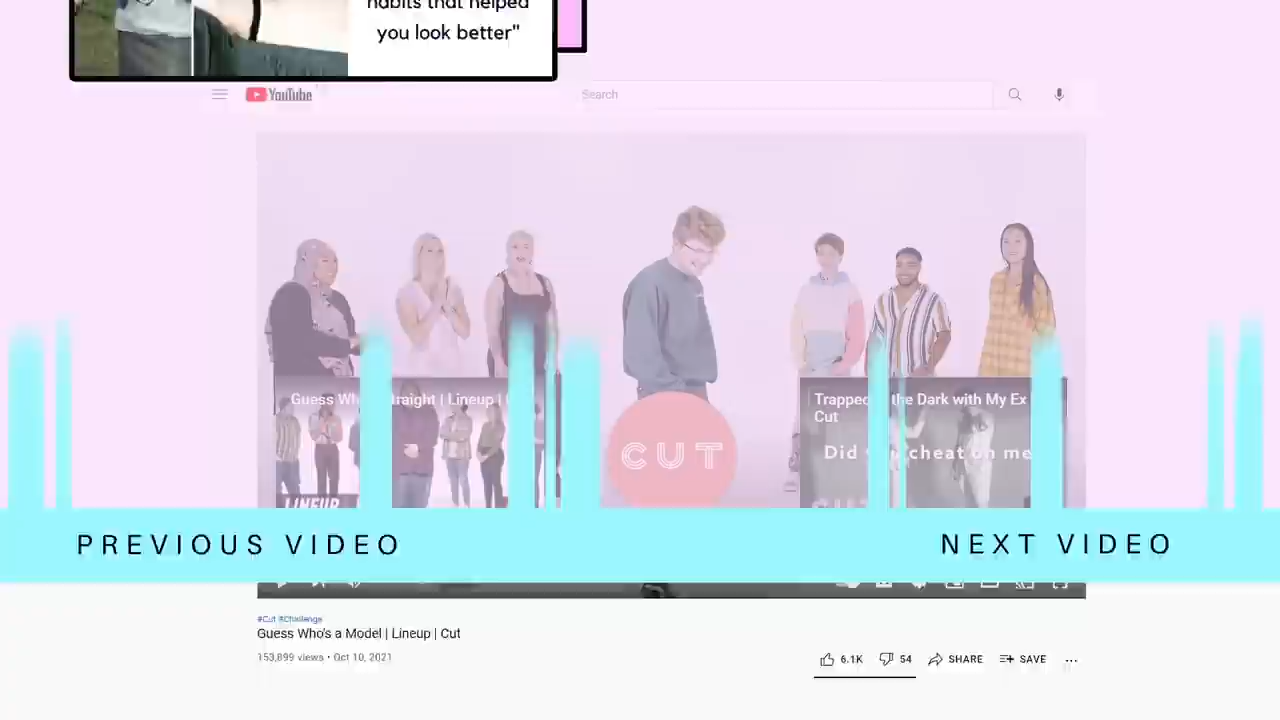 habits that helped
you look better"
YouTube
Search
Guess Wh
traight | Lineup |
Trapped
the Dark with My Ex
Cut
Did
cheat on me
CUT
LINEUP
PREVIOUS VIDEO
NEXT VIDEO
#Cut #Challenge
Guess Who's a Model | Lineup | Cut
153,899 views • Oct 10, 2021
6.1K
54
SHARE
SAVE